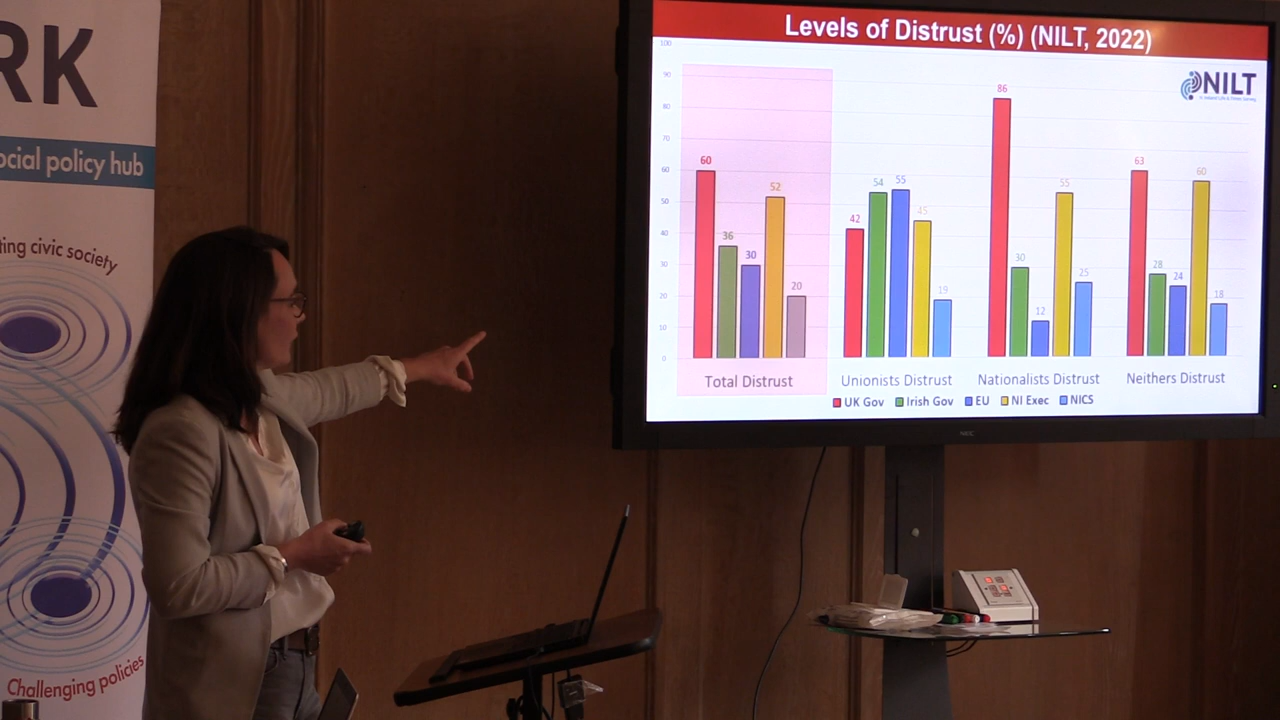 RK
ocial policy hub
ting civic society
Challenging policies
Levels of Distrust (%) (NILT, 2022)
NILT
100
90
80
70
60
50
40
30
20
10
0
60
36
30
52
20
42
54
55
45
19
86
30
12
55
25
63
28
24
60
18
Total Distrust
Unionists Distrust
Nationalists Distrust
Neithers Distrust
UK Gov
Irish Gov
EU
NI Exec
NICS
NEC